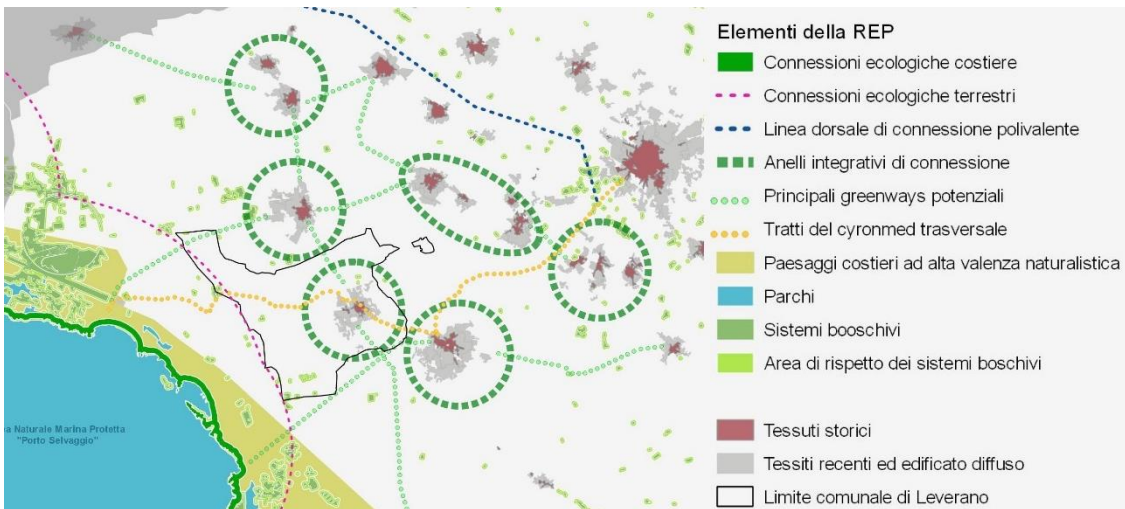 Elementi della REP
Connessioni ecologiche costiere
Connessioni ecologiche terrestri
Linea dorsale di connessione polivalente
Anelli integrativi di connessione
Principali greenways potenziali
Tratti del cyronmed trasversale
Paesaggi costieri ad alta valenza naturalistica
Parchi
Sistemi booschivi
Area di rispetto dei sistemi boschivi
Tessuti storici
Tessiti recenti ed edificato diffuso
Limite comunale di Leverano
a Naturale Marina Protetta
"Porto Selvaggio"